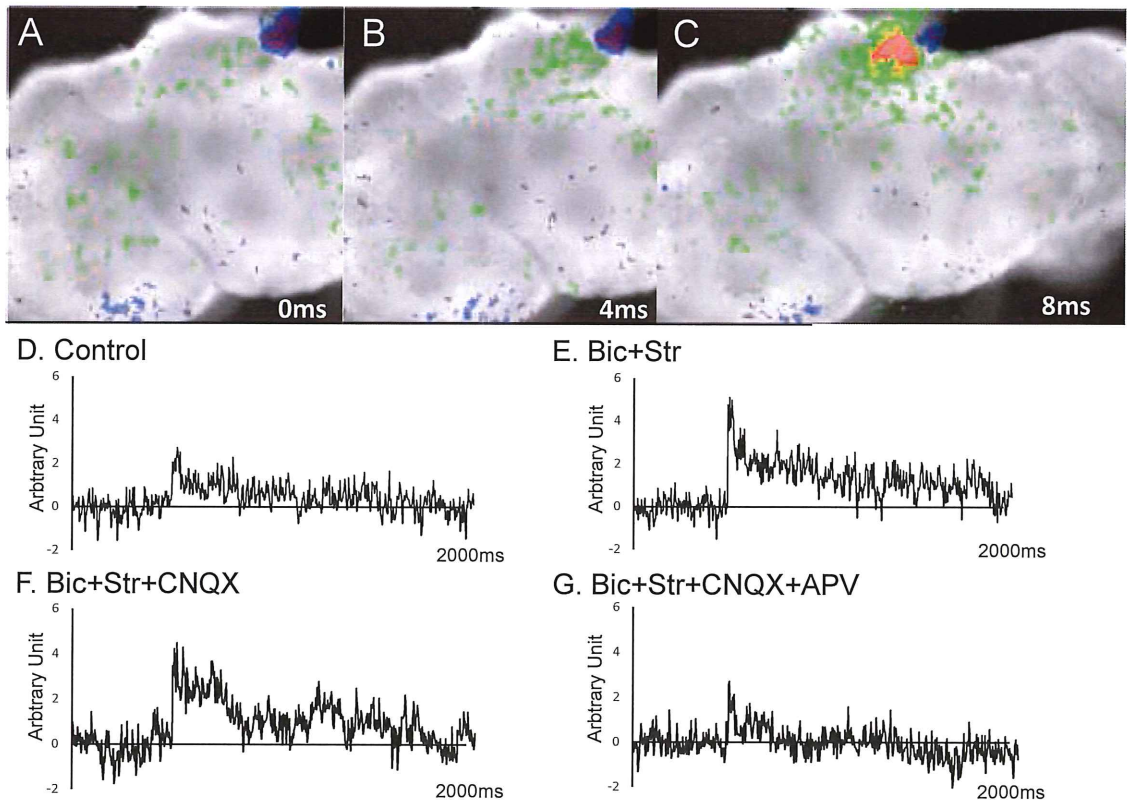 A
B
C
0ms
4ms
8ms
D. Control
E. Bic+Str
6
4
2
0
-2
Arbtrary Unit
2000ms
6
4
2
0
-2
Arbtrary Unit
2000ms
F. Bic+Str+CNQX
G. Bic+Str+CNQX+APV
6
4
2
0
-2
Arbtrary Unit
2000ms
6
4
2
0
-2
Arbtrary Unit
2000ms